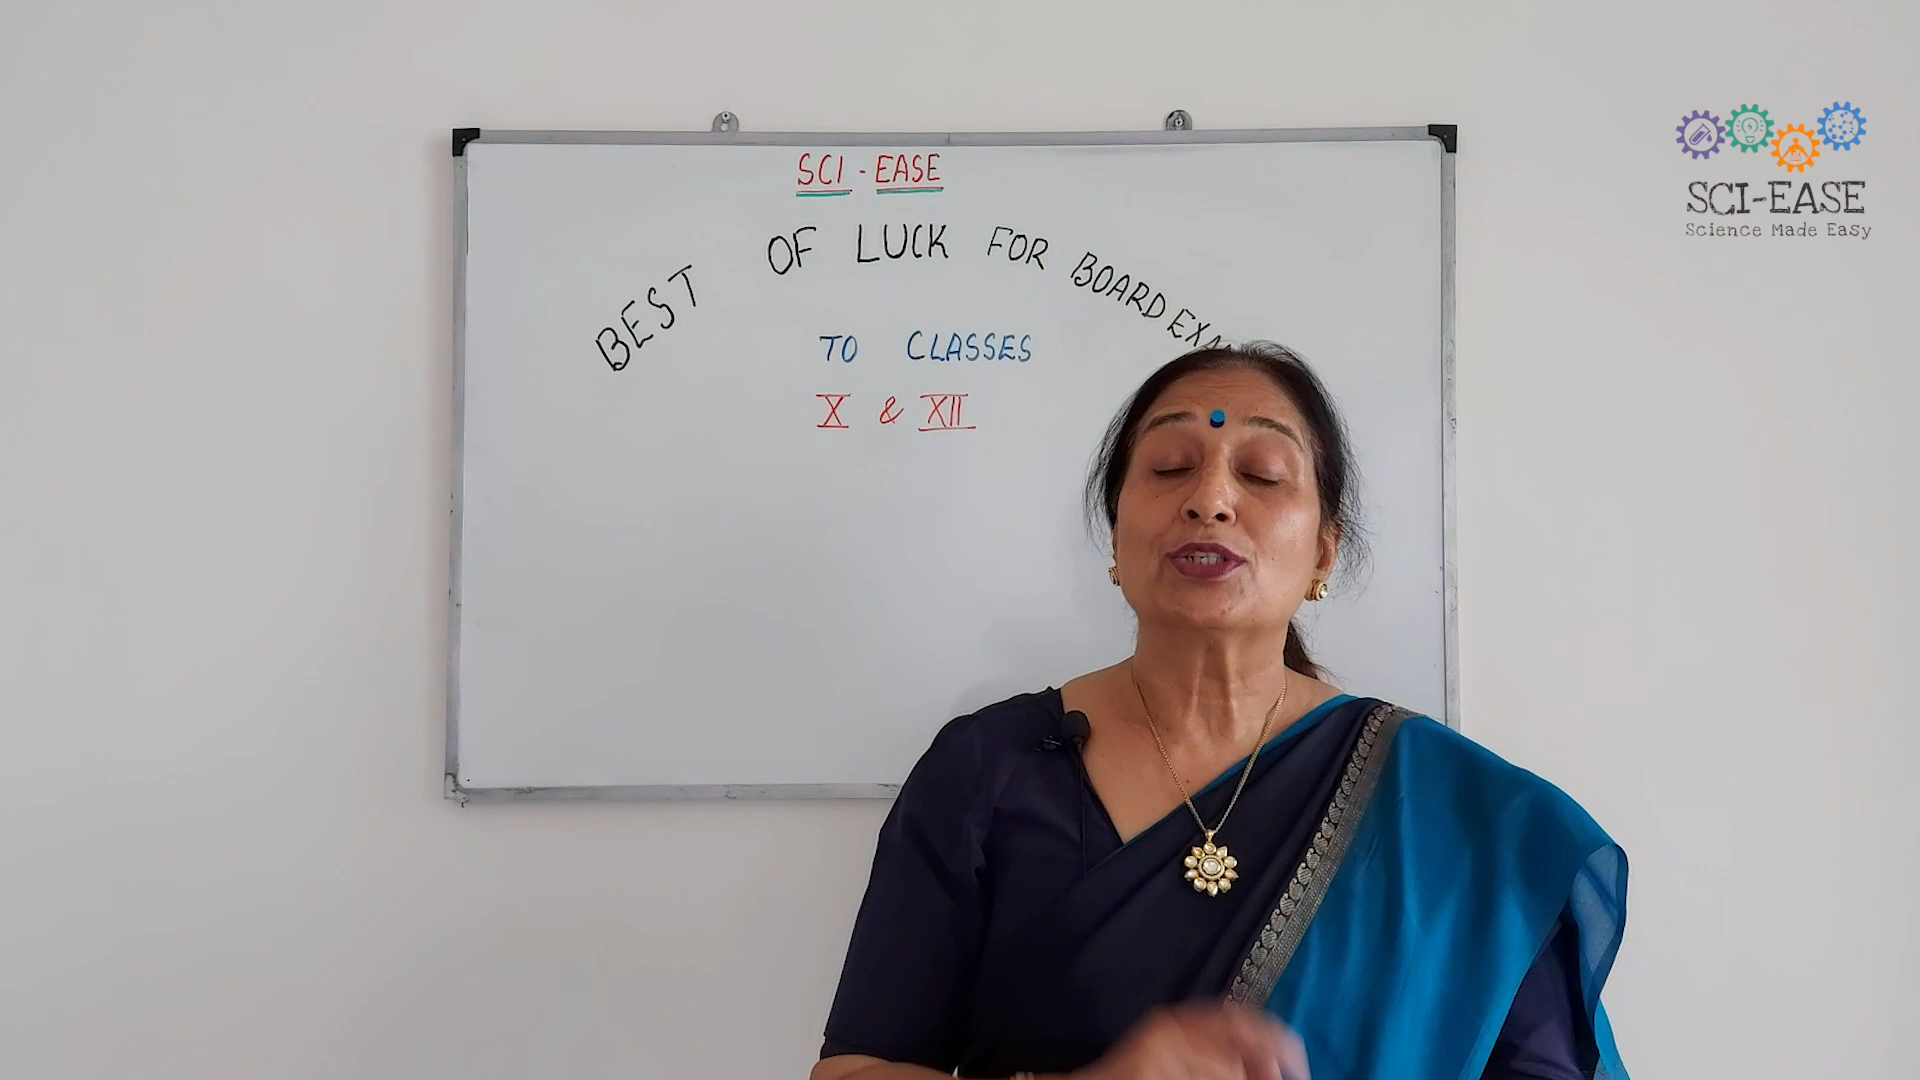 SCI - EASE
BEST OF LUCK FOR BOARD
TO CLASSES
X & XII
SCI-EASE
Science Made Easy